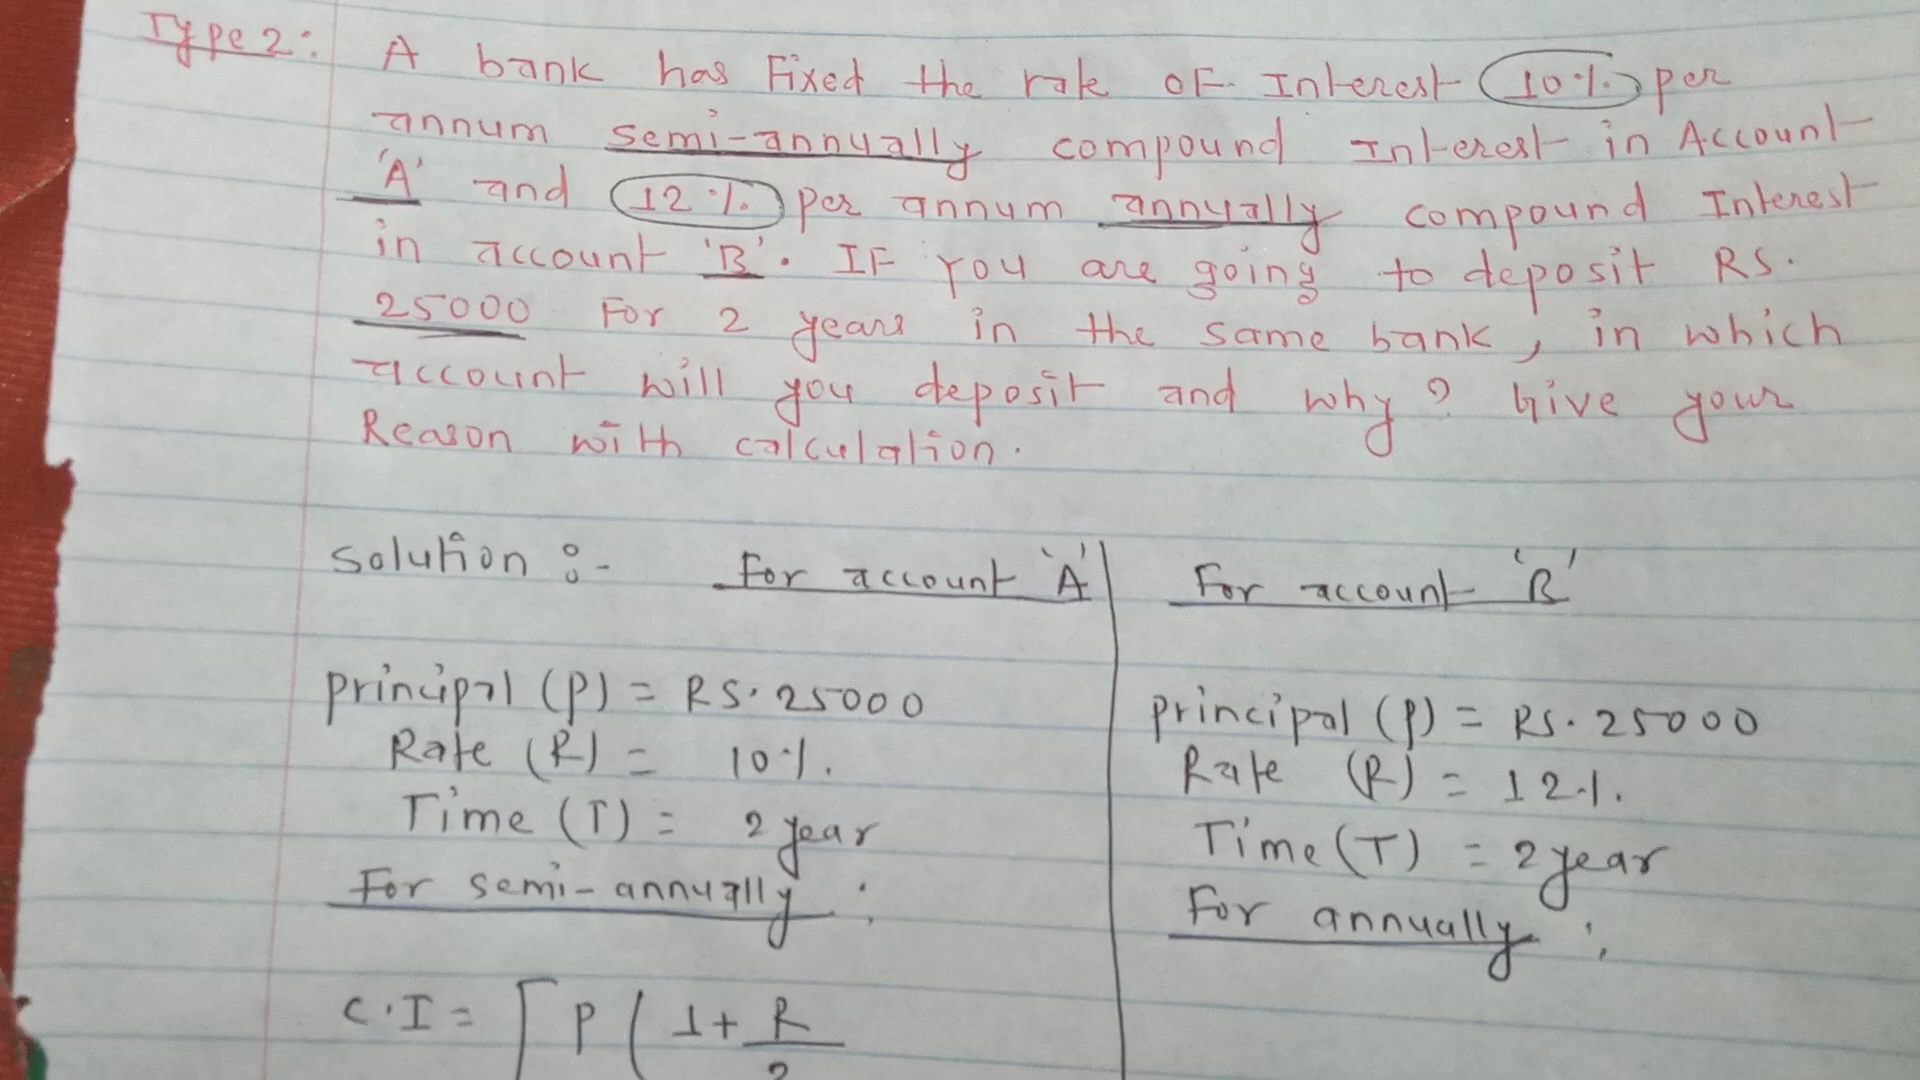 Type 2: A bank has Fixed the rate OF Interest 10% per
annum semi-annually compound Interest in Account
'A' and 12% per annum annually compound Interest
in account 'B'. IF you are going to deposit RS.
25000 For 2 years in the same bank, in which
account will you deposit and why? Give your
Reason with calculation.
Solution :- For account 'A'
Principal (P) = RS. 25000
Rate (R) = 10%.
Time (T) = 2 year
For semi-annually :
C.I = [ P ( 1 + R
2
For account 'B'
Principal (P) = RS. 25000
Rate (R) = 12%.
Time (T) = 2 year
For annually :